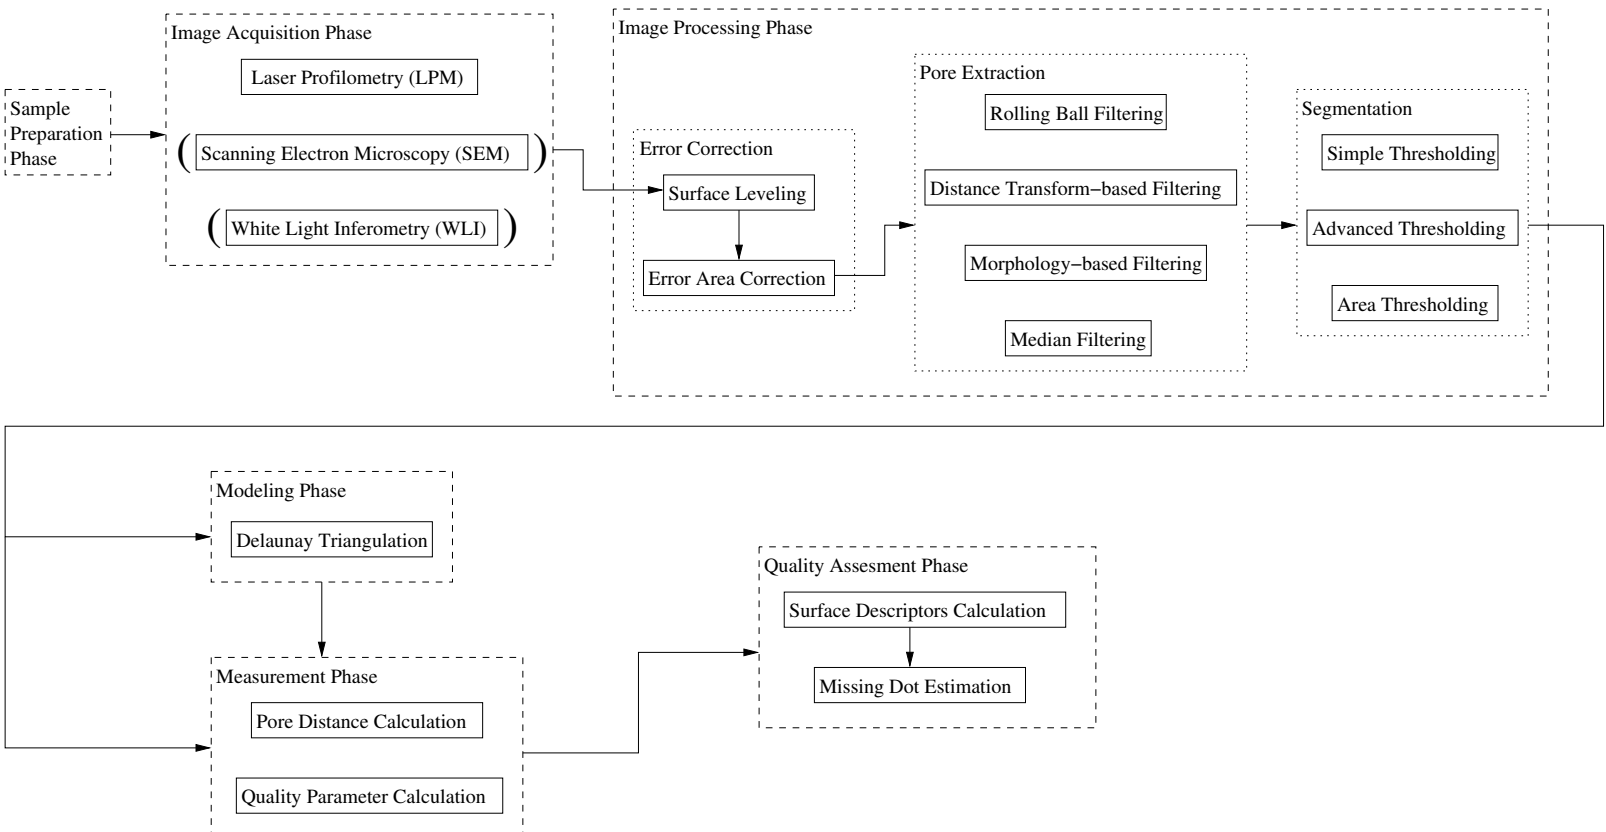 Image Acquisition Phase
Laser Profilometry (LPM)
Sample
Preparation
Phase
( Scanning Electron Microscopy (SEM) )
( White Light Inferometry (WLI) )
Image Processing Phase
Error Correction
Surface Leveling
Error Area Correction
Pore Extraction
Rolling Ball Filtering
Distance Transform−based Filtering
Morphology−based Filtering
Median Filtering
Segmentation
Simple Thresholding
Advanced Thresholding
Area Thresholding
Modeling Phase
Delaunay Triangulation
Measurement Phase
Pore Distance Calculation
Quality Parameter Calculation
Quality Assesment Phase
Surface Descriptors Calculation
Missing Dot Estimation